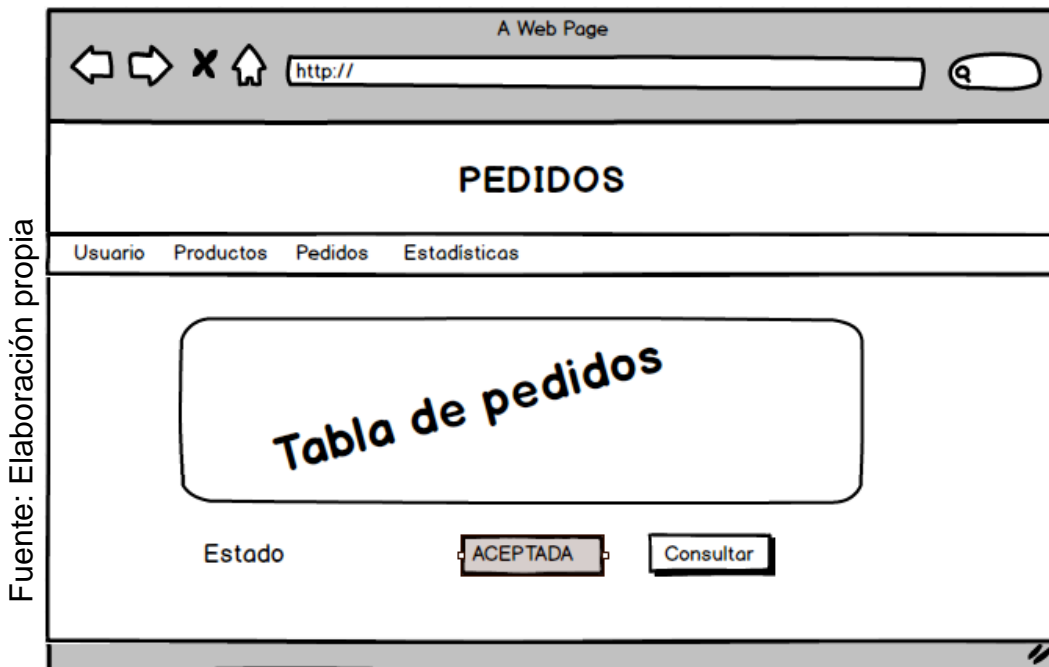 A Web Page
http://
PEDIDOS
Usuario Productos Pedidos Estadísticas
Tabla de pedidos
Estado ACEPTADA Consultar
Fuente: Elaboración propia